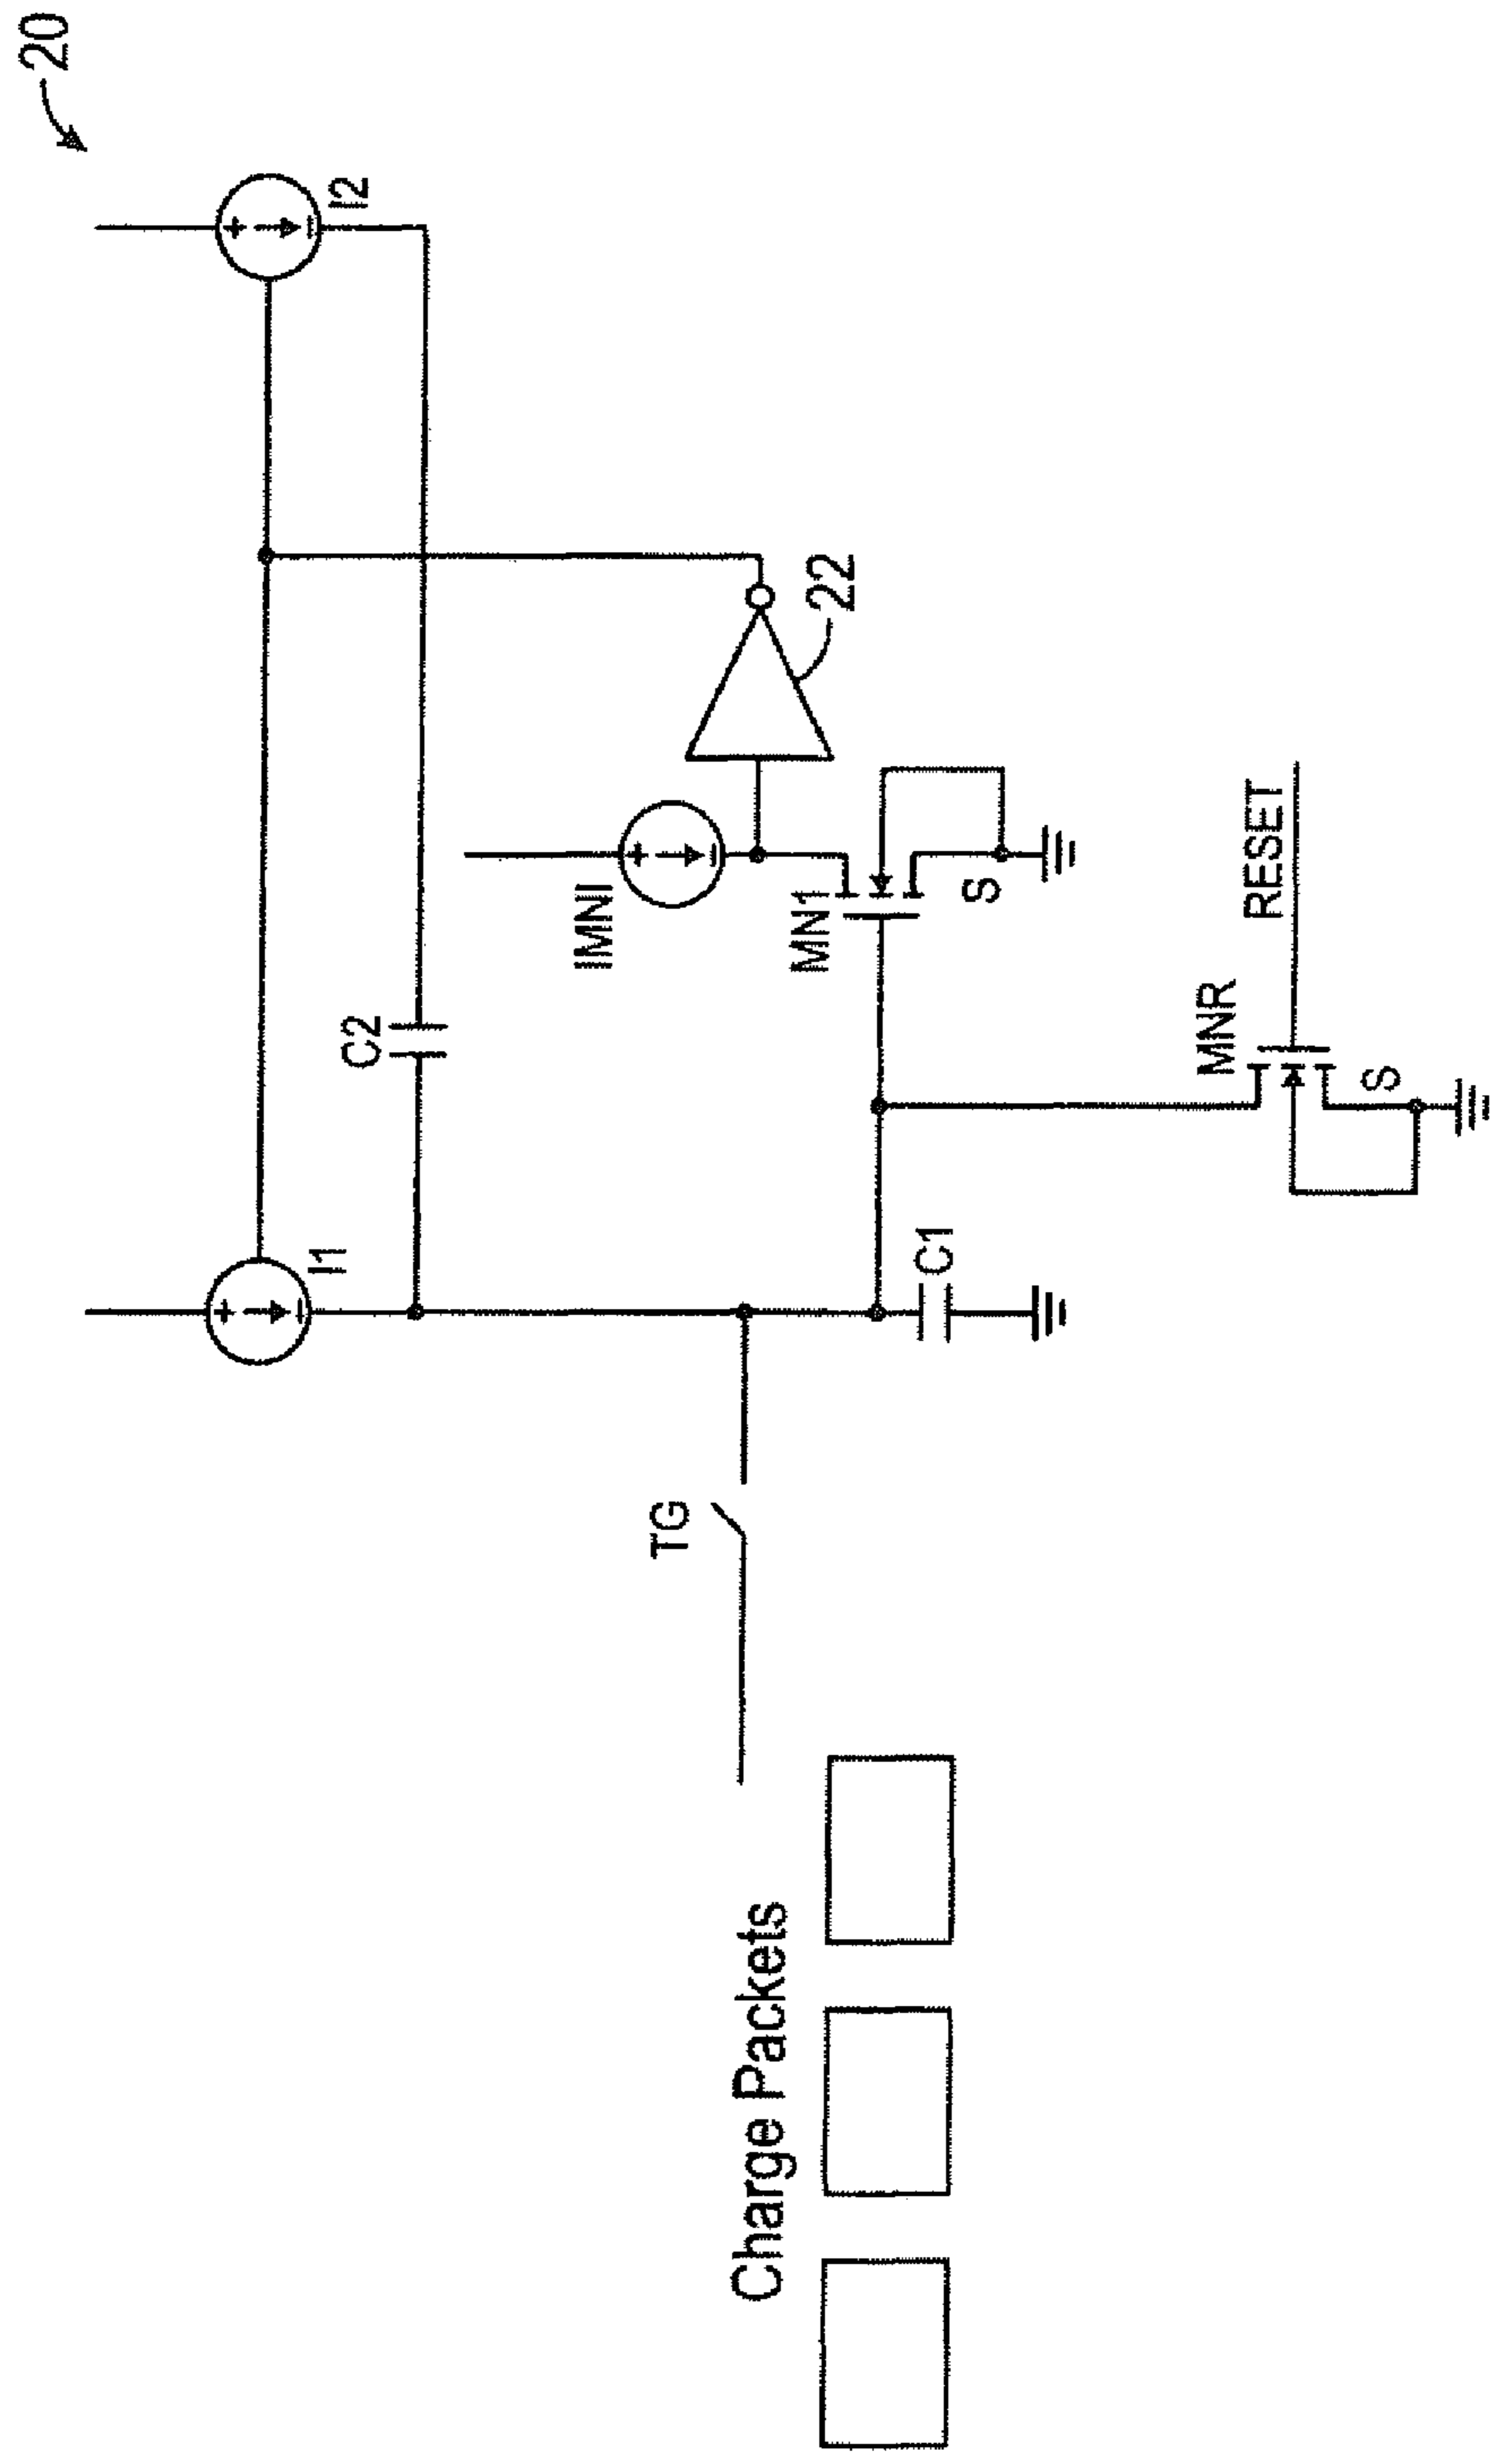 20
I1
I2
C2
IMNI
22
TG
MN1
S
Charge Packets
C1
MNR
RESET
S